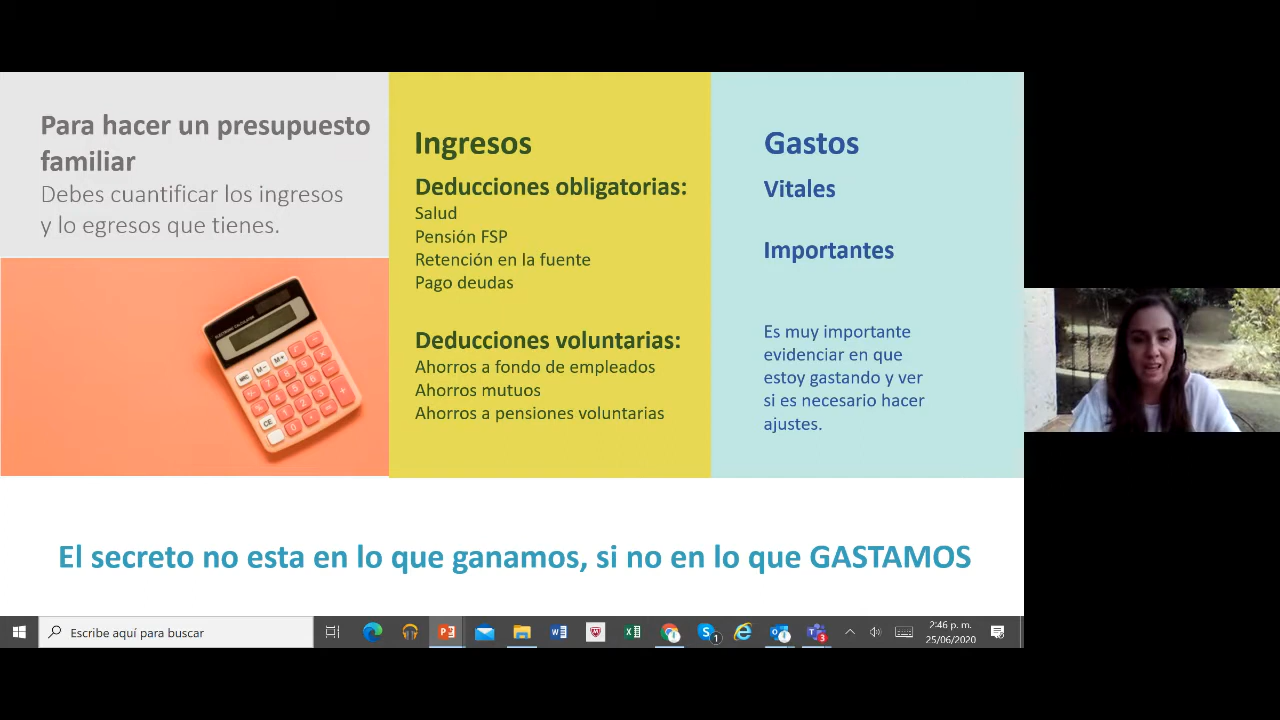 Para hacer un presupuesto
familiar
Debes cuantificar los ingresos
y lo egresos que tienes.
Ingresos
Deducciones obligatorias:
Salud
Pensión FSP
Retención en la fuente
Pago deudas
Deducciones voluntarias:
Ahorros a fondo de empleados
Ahorros mutuos
Ahorros a pensiones voluntarias
Gastos
Vitales
Importantes
Es muy importante
evidenciar en que
estoy gastando y ver
si es necesario hacer
ajustes.
ELECTRONIC CALCULATOR
El secreto no esta en lo que ganamos, si no en lo que GASTAMOS
Escribe aquí para buscar
2:46 p. m.
25/06/2020